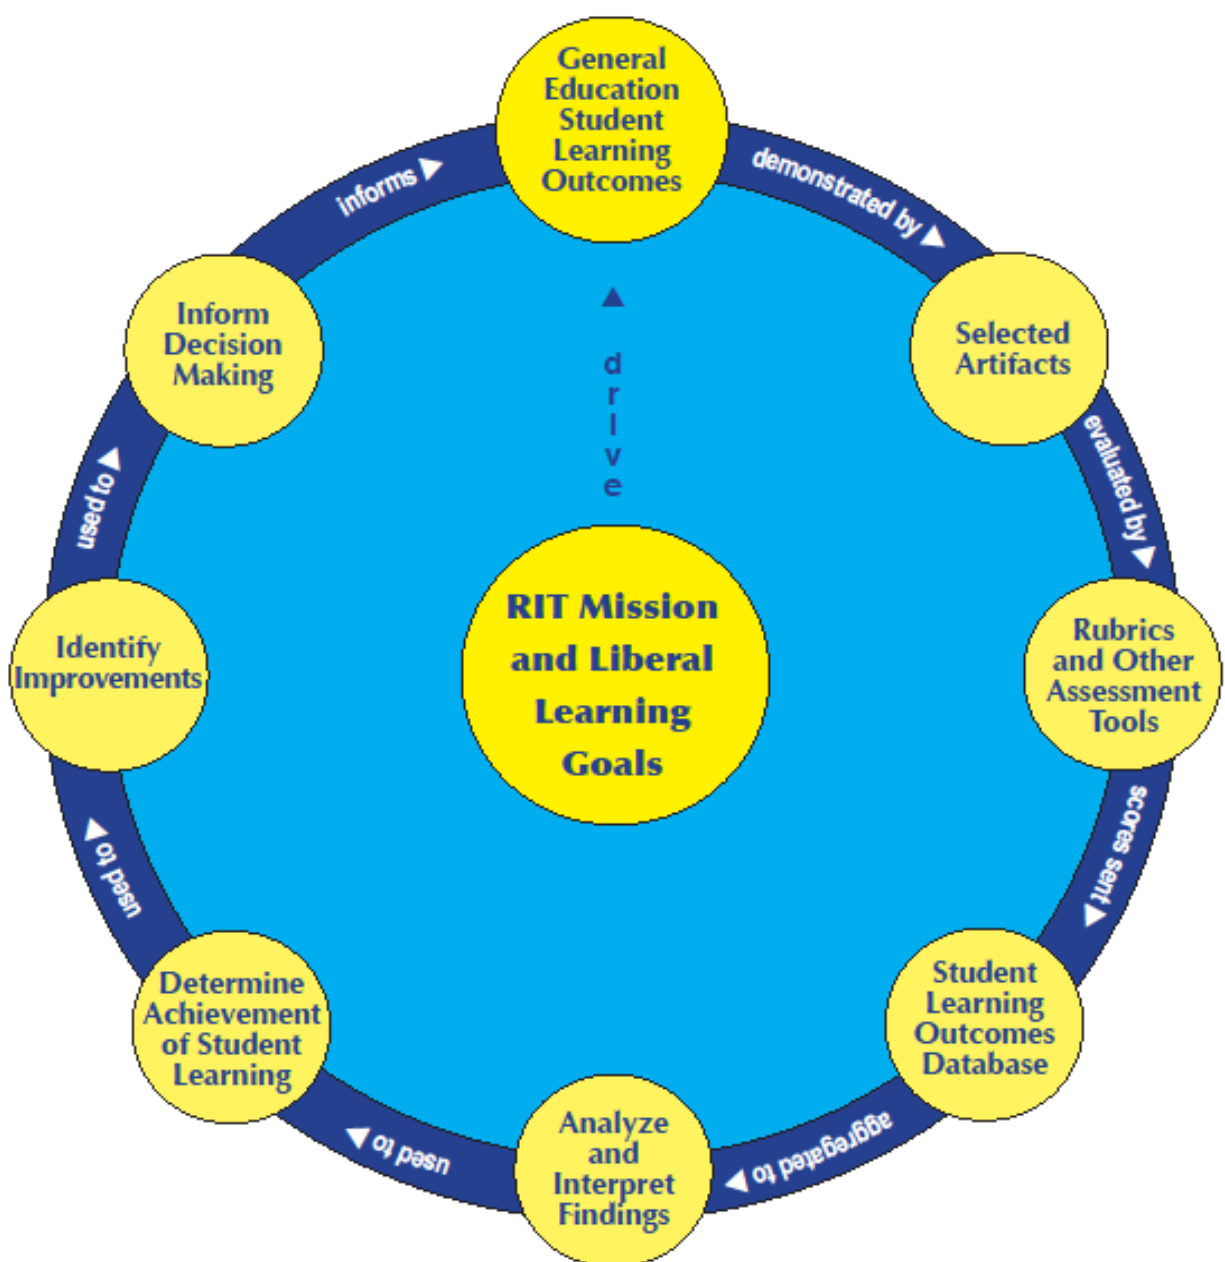 General
Education
Student
Learning
Outcomes
demonstrated by ▶
Selected
Artifacts
evaluated by ▶
Rubrics
and Other
Assessment
Tools
scores sent ▶
Student
Learning
Outcomes
Database
aggregated to ▶
Analyze
and
Interpret
Findings
used to ▶
Determine
Achievement
of Student
Learning
used to ▶
Identify
Improvements
used to ▶
Inform
Decision
Making
informs ▶
drIve
RIT Mission
and Liberal
Learning
Goals